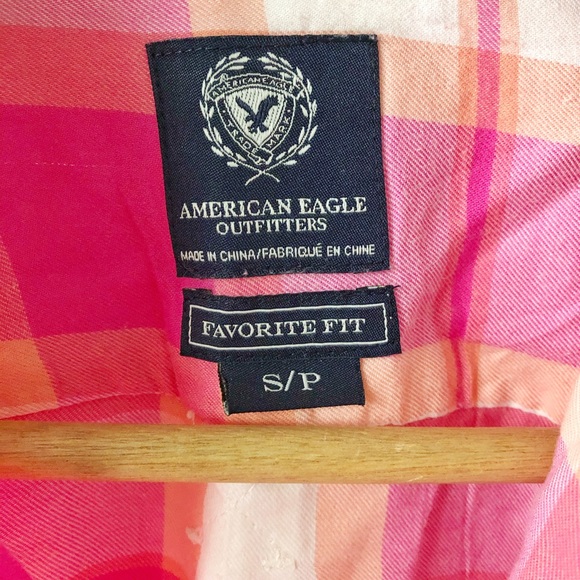 AMERICAN EAGLE
TRADE MARK
AMERICAN EAGLE
OUTFITTERS
MADE IN CHINA/FABRIQUÉ EN CHINE
FAVORITE FIT
S/P